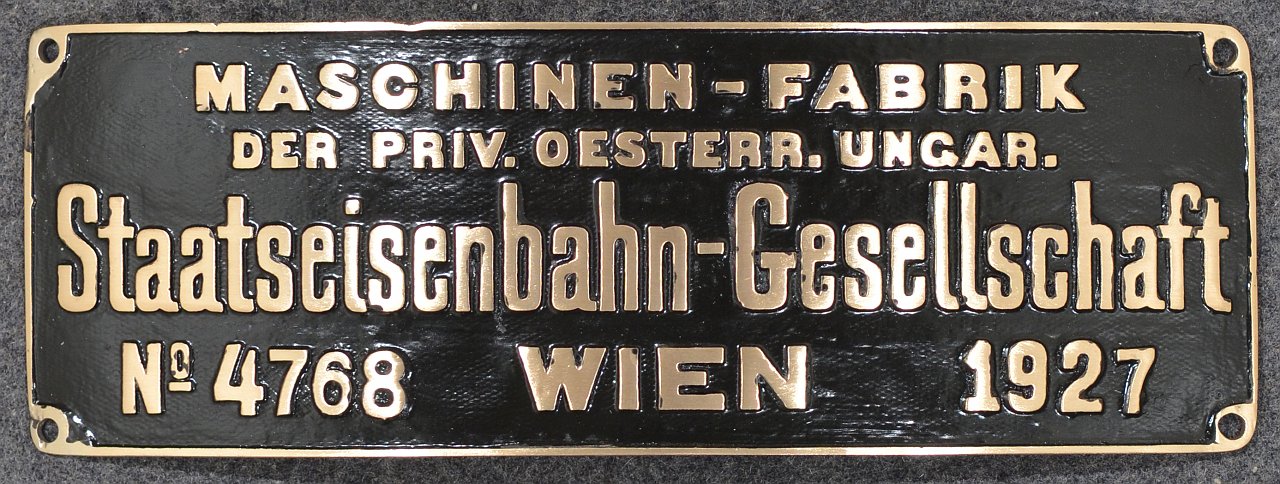 MASCHINEN-FABRIK
DER PRIV. OESTERR. UNGAR.
Staatseisenbahn-Gesellschaft
No 4768 WIEN 1927